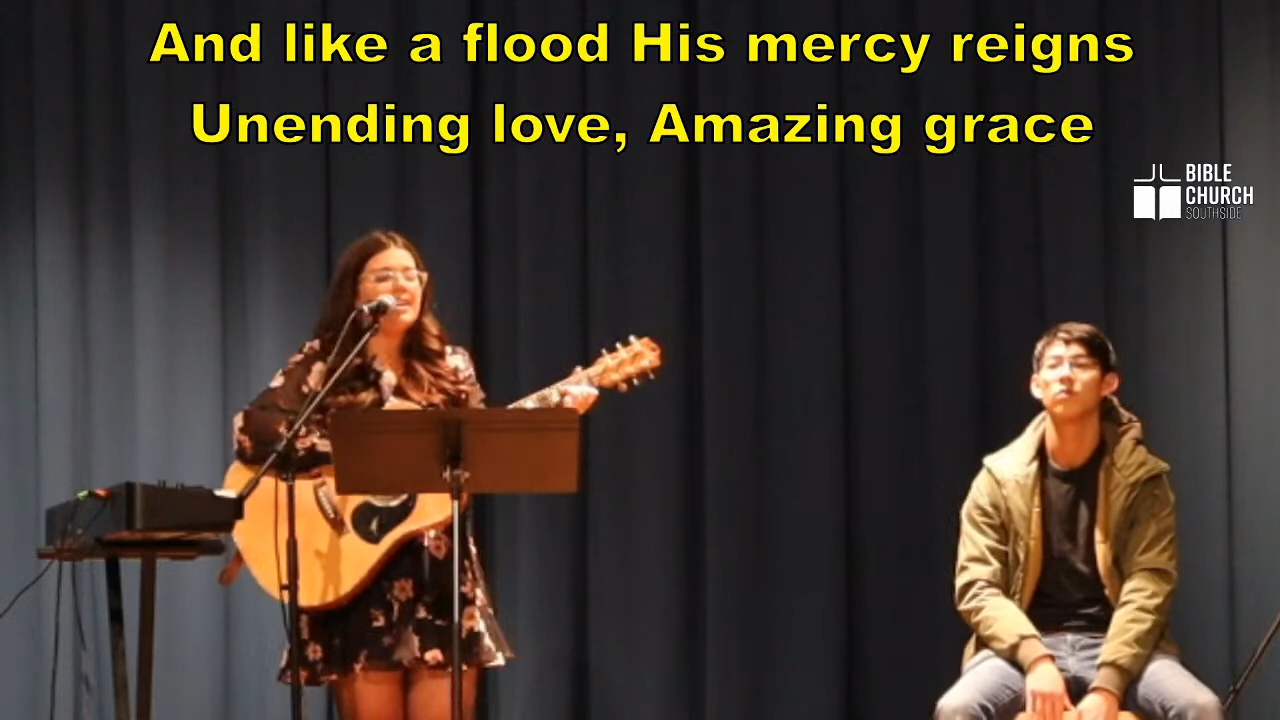 And like a flood His mercy reigns
Unending love, Amazing grace
BIBLE
CHURCH
SOUTHSIDE